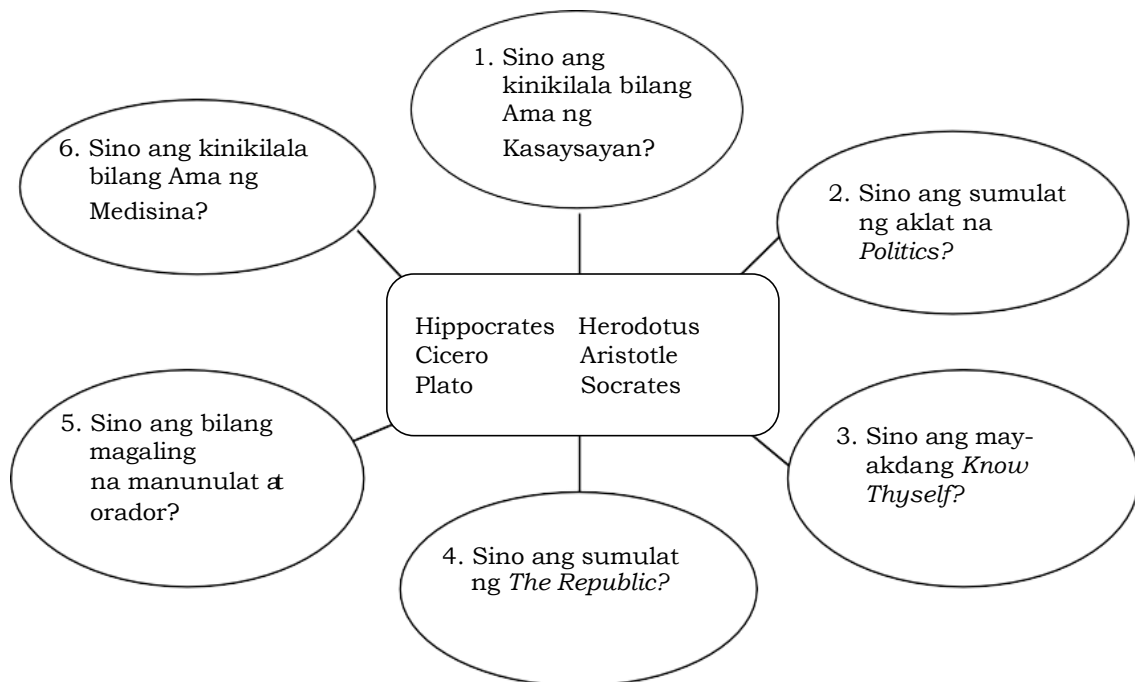 1. Sino ang
kinikilala bilang
Ama ng
Kasaysayan?
2. Sino ang sumulat
ng aklat na
Politics?
3. Sino ang may-
akdang Know
Thyself?
4. Sino ang sumulat
ng The Republic?
5. Sino ang bilang
magaling
na manunulat at
orador?
6. Sino ang kinikilala
bilang Ama ng
Medisina?
Hippocrates Herodotus
Cicero Aristotle
Plato Socrates